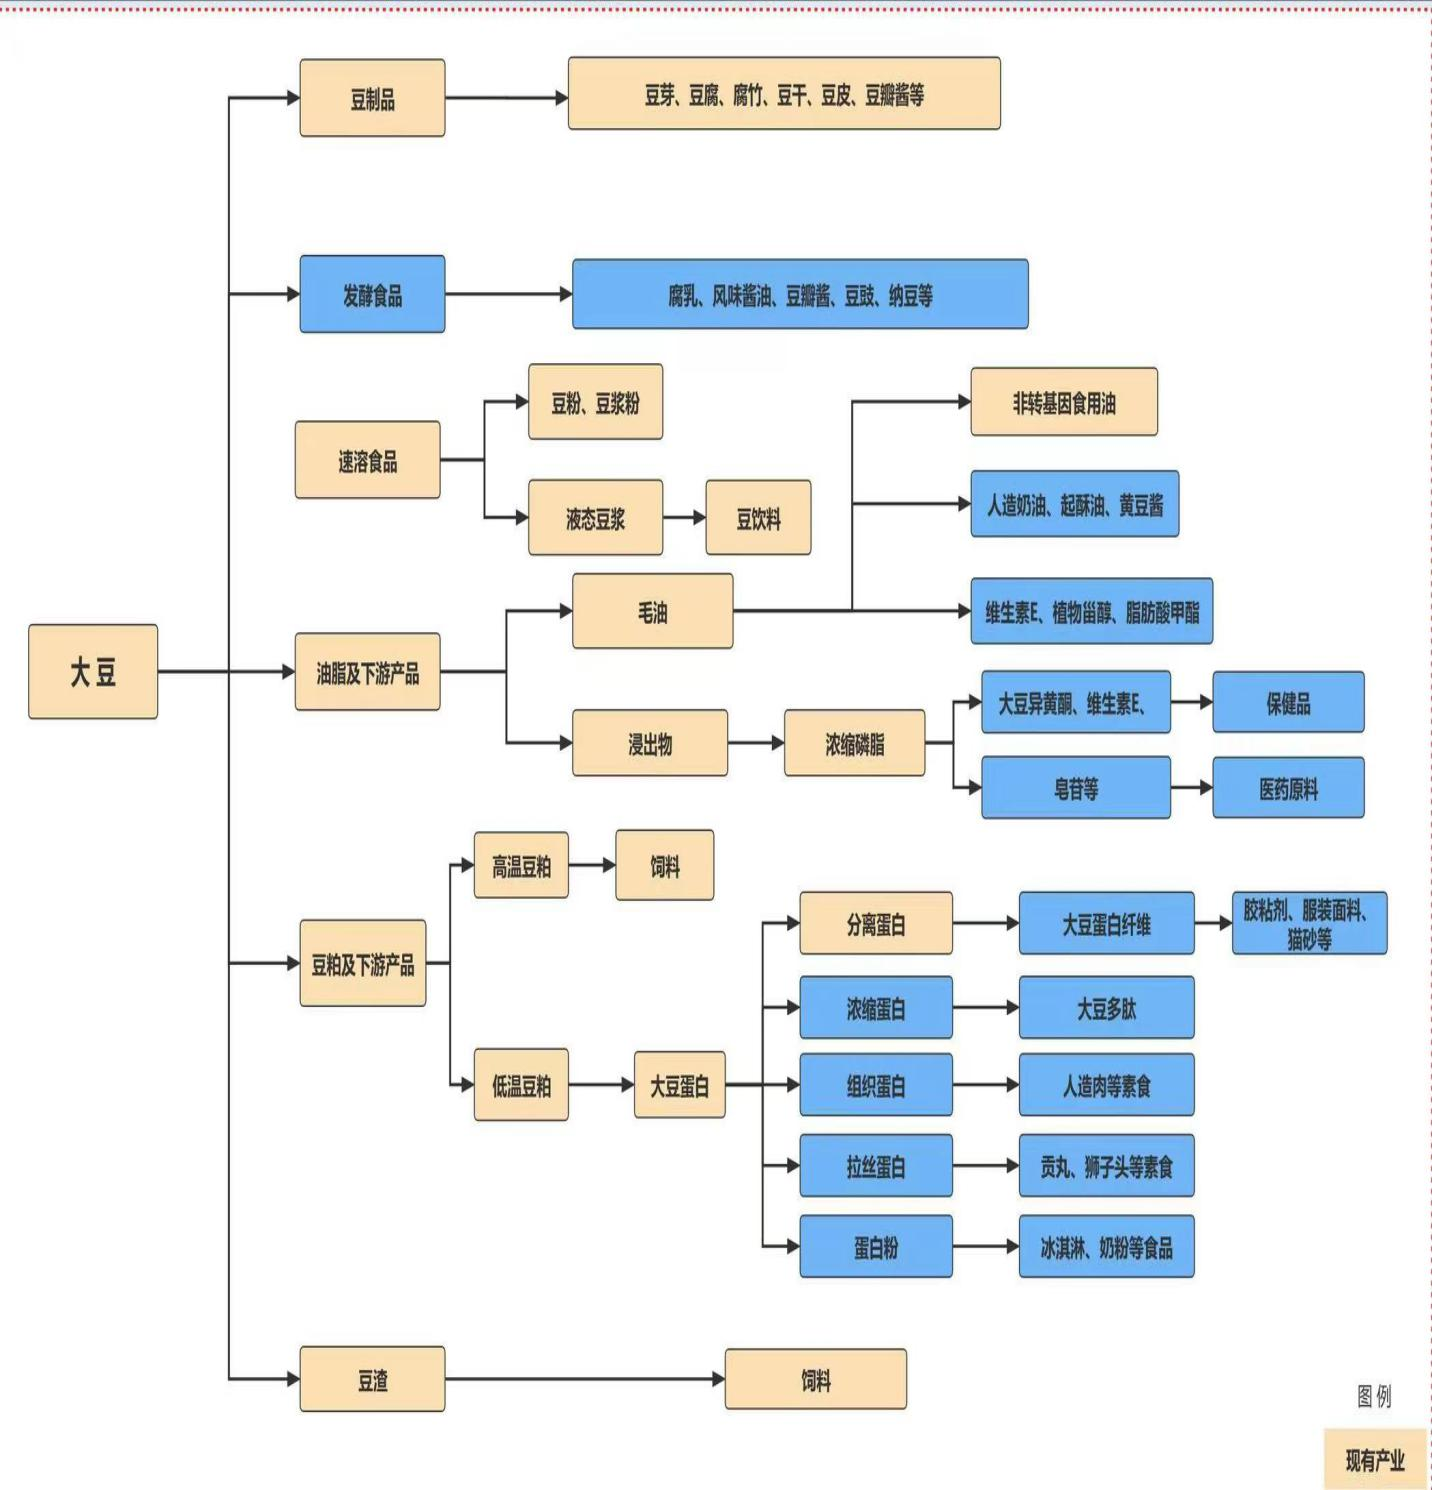 豆制品
豆芽、豆腐、腐竹、豆干、豆皮、豆瓣酱等
发酵食品
腐乳、风味酱油、豆瓣酱、豆豉、纳豆等
豆粉、豆浆粉
非转基因食用油
速溶食品
液态豆浆
豆饮料
人造奶油、起酥油、黄豆酱
毛油
维生素E、植物甾醇、脂肪酸甲酯
大豆
油脂及下游产品
大豆异黄酮、维生素E、
保健品
浸出物
浓缩磷脂
皂苷等
医药原料
高温豆粕
饲料
分离蛋白
大豆蛋白纤维
胶粘剂、服装面料、
猫砂等
豆粕及下游产品
浓缩蛋白
大豆多肽
低温豆粕
大豆蛋白
组织蛋白
人造肉等素食
拉丝蛋白
贡丸、狮子头等素食
蛋白粉
冰淇淋、奶粉等食品
豆渣
饲料
图例
现有产业